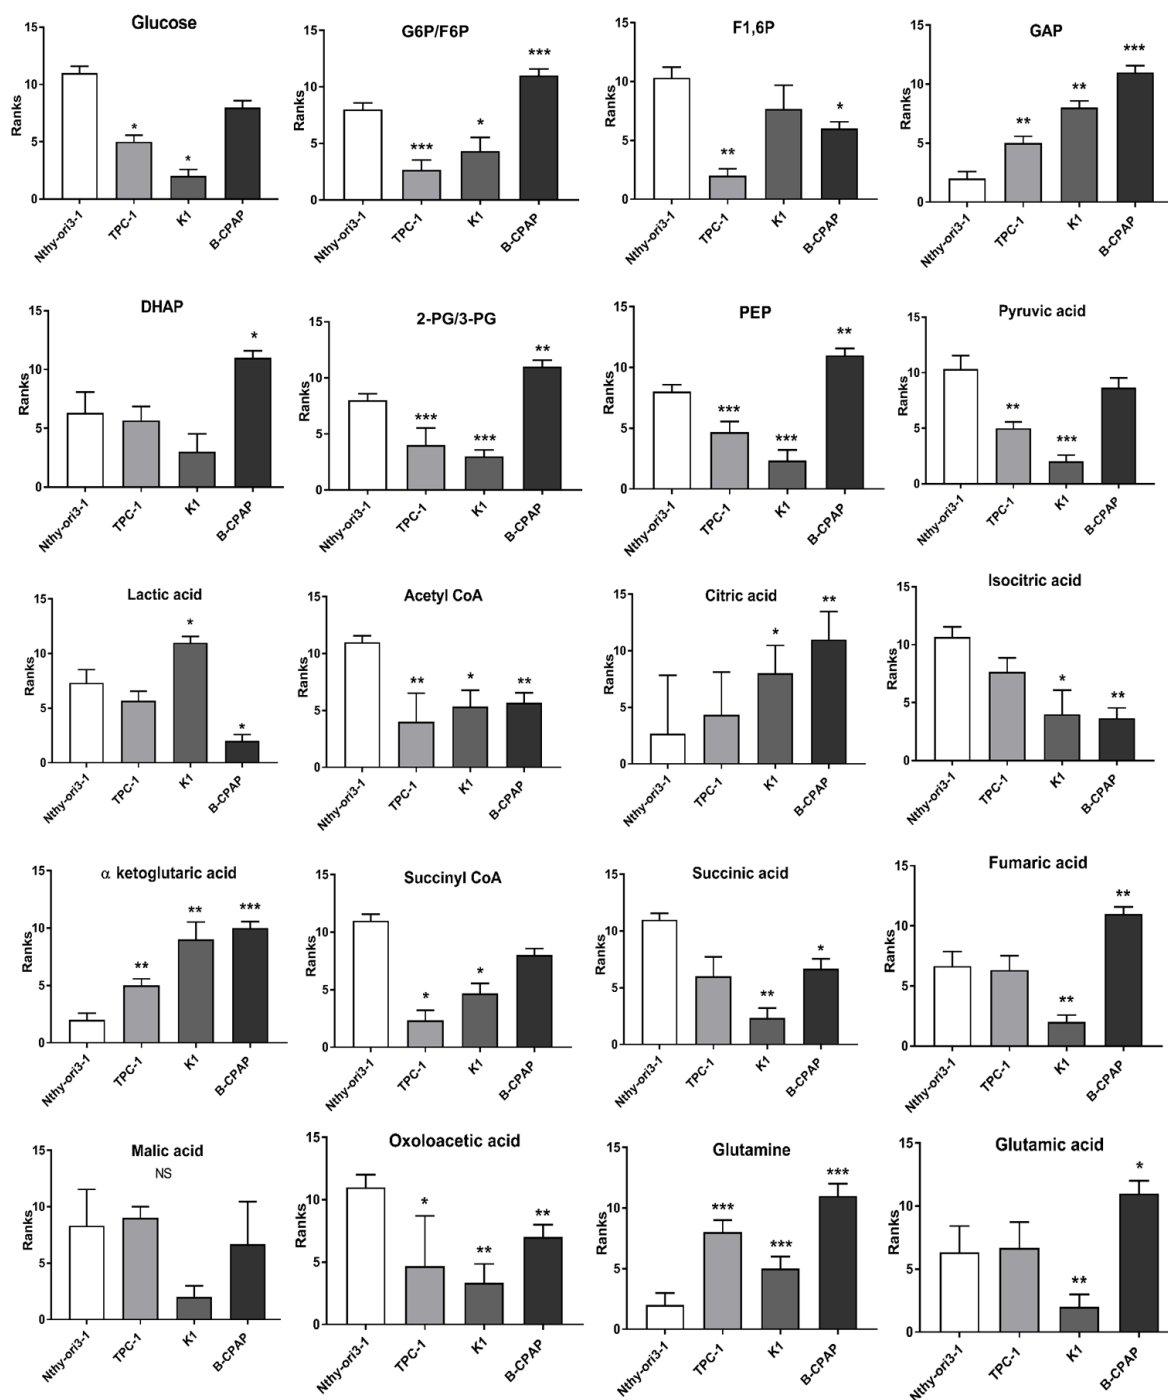 Glucose
Ranks
15
10
5
0
*
*
Nthy-ori3-1
TPC-1
K1
B-CPAP
G6P/F6P
Ranks
15
10
5
0
***
*
***
Nthy-ori3-1
TPC-1
K1
B-CPAP
F1,6P
Ranks
15
10
5
0
**
*
Nthy-ori3-1
TPC-1
K1
B-CPAP
GAP
Ranks
15
10
5
0
**
**
***
Nthy-ori3-1
TPC-1
K1
B-CPAP
DHAP
Ranks
15
10
5
0
*
Nthy-ori3-1
TPC-1
K1
B-CPAP
2-PG/3-PG
Ranks
15
10
5
0
***
***
**
Nthy-ori3-1
TPC-1
K1
B-CPAP
PEP
Ranks
15
10
5
0
***
***
**
Nthy-ori3-1
TPC-1
K1
B-CPAP
Pyruvic acid
Ranks
15
10
5
0
**
***
Nthy-ori3-1
TPC-1
K1
B-CPAP
Lactic acid
Ranks
15
10
5
0
*
*
Nthy-ori3-1
TPC-1
K1
B-CPAP
Acetyl CoA
Ranks
15
10
5
0
**
*
**
Nthy-ori3-1
TPC-1
K1
B-CPAP
Citric acid
Ranks
15
10
5
0
*
**
Nthy-ori3-1
TPC-1
K1
B-CPAP
Isocitric acid
Ranks
15
10
5
0
*
**
Nthy-ori3-1
TPC-1
K1
B-CPAP
α ketoglutaric acid
Ranks
15
10
5
0
**
**
***
Nthy-ori3-1
TPC-1
K1
B-CPAP
Succinyl CoA
Ranks
15
10
5
0
*
*
Nthy-ori3-1
TPC-1
K1
B-CPAP
Succinic acid
Ranks
15
10
5
0
**
*
Nthy-ori3-1
TPC-1
K1
B-CPAP
Fumaric acid
Ranks
15
10
5
0
**
**
Nthy-ori3-1
TPC-1
K1
B-CPAP
Malic acid
NS
Ranks
15
10
5
0
Nthy-ori3-1
TPC-1
K1
B-CPAP
Oxoloacetic acid
Ranks
15
10
5
0
*
**
**
Nthy-ori3-1
TPC-1
K1
B-CPAP
Glutamine
Ranks
15
10
5
0
***
***
***
Nthy-ori3-1
TPC-1
K1
B-CPAP
Glutamic acid
Ranks
15
10
5
0
**
*
Nthy-ori3-1
TPC-1
K1
B-CPAP